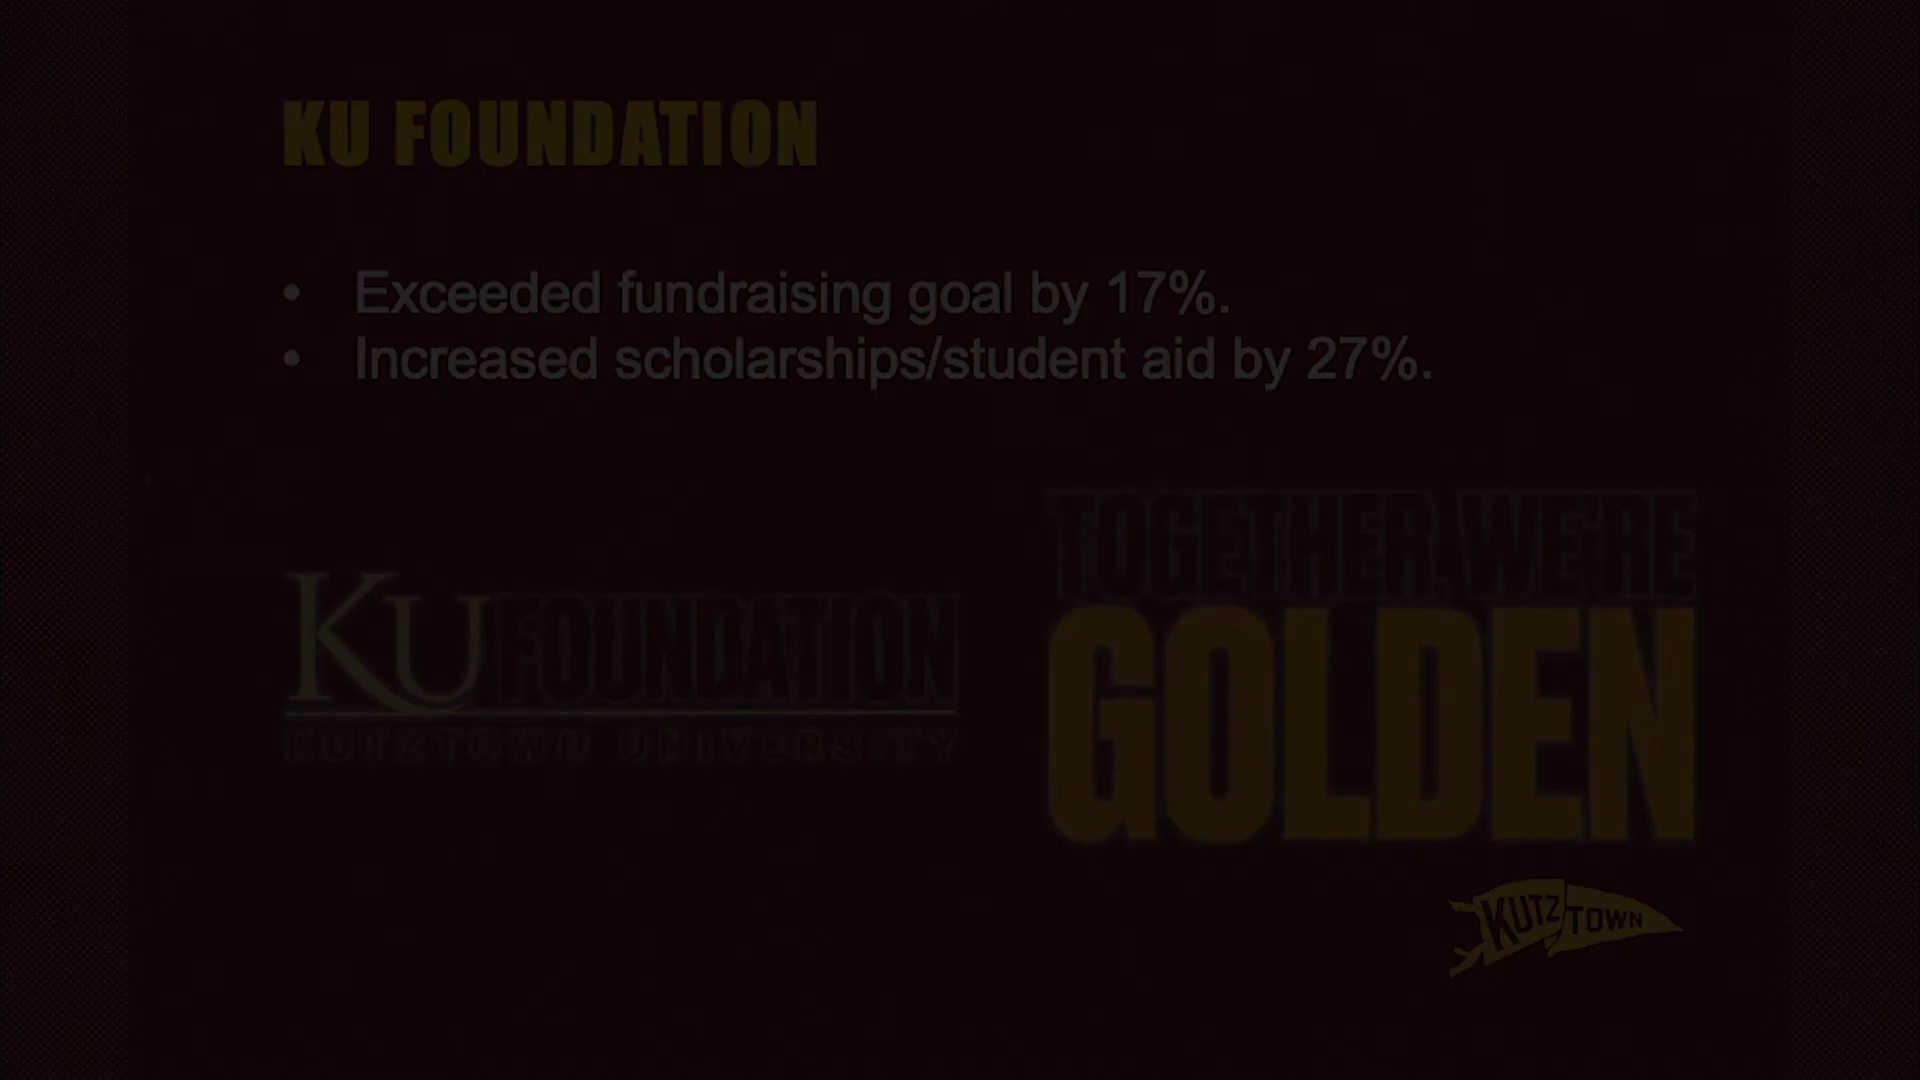 KU FOUNDATION
• Exceeded fundraising goal by 17%.
• Increased scholarships/student aid by 27%.
TOGETHER, WE'RE
GOLDEN
KU FOUNDATION
KUTZTOWN UNIVERSITY
KUTZTOWN